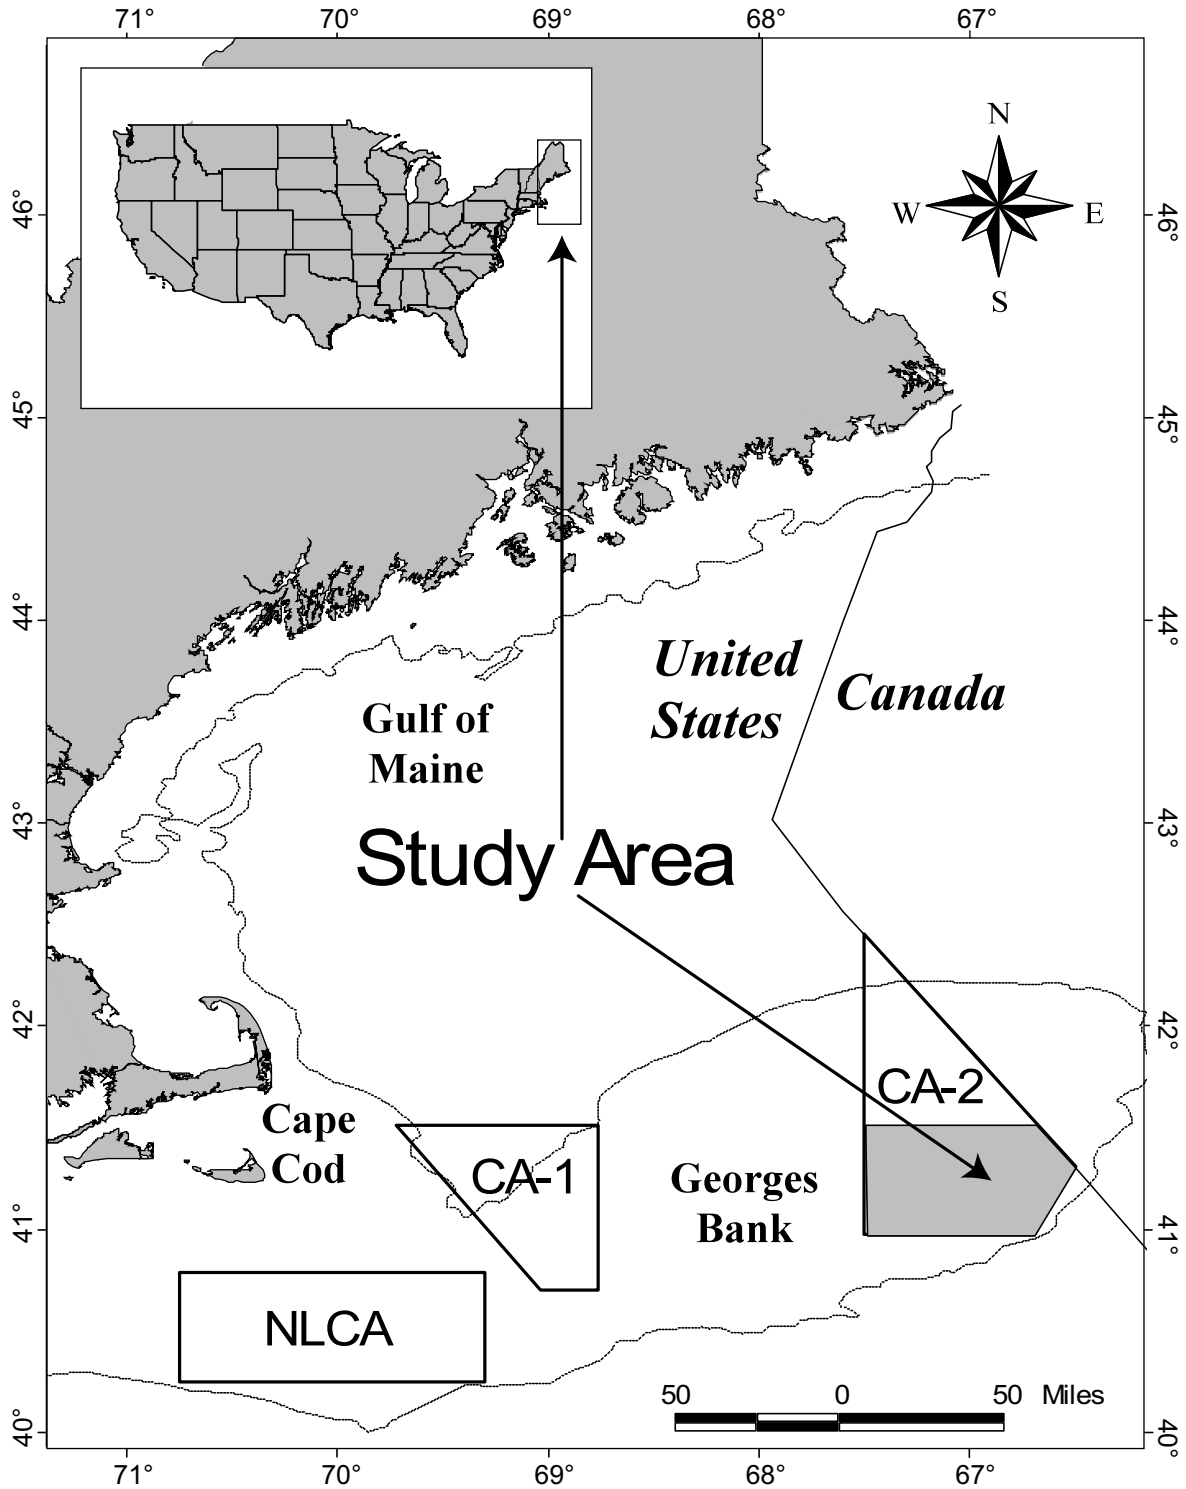 71° 70° 69° 68° 67°
N
W E
S
46° 46°
45° 45°
44° 44°
United
States
Canada
Gulf of
Maine
43° 43°
Study Area
42° 42°
CA-2
Cape
Cod
CA-1
Georges
Bank
41° 41°
NLCA
50 0 50 Miles
40° 40°
71° 70° 69° 68° 67°